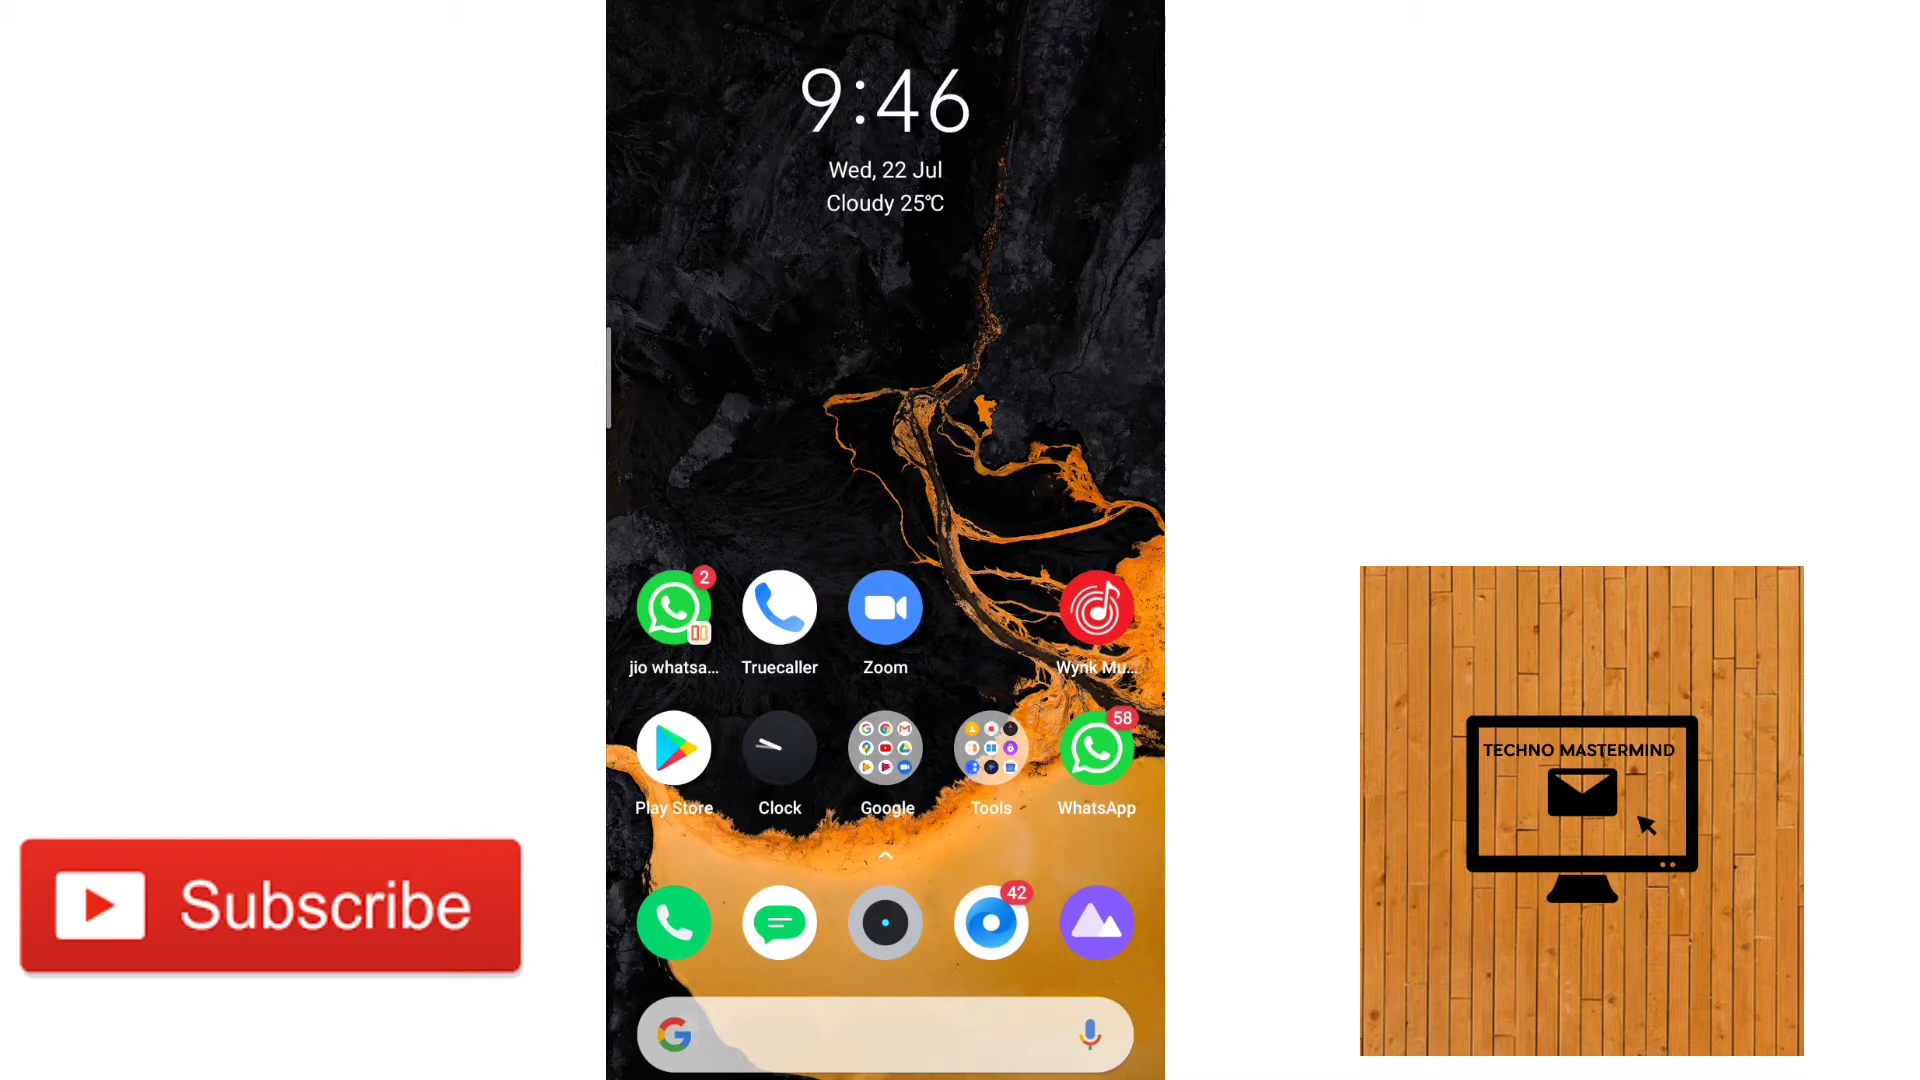 9:46
Wed, 22 Jul
Cloudy 25℃
2
jio whatsa...
Truecaller
Zoom
Wynk Mu...
58
Play Store
Clock
Google
Tools
WhatsApp
42
Subscribe
TECHNO MASTERMIND